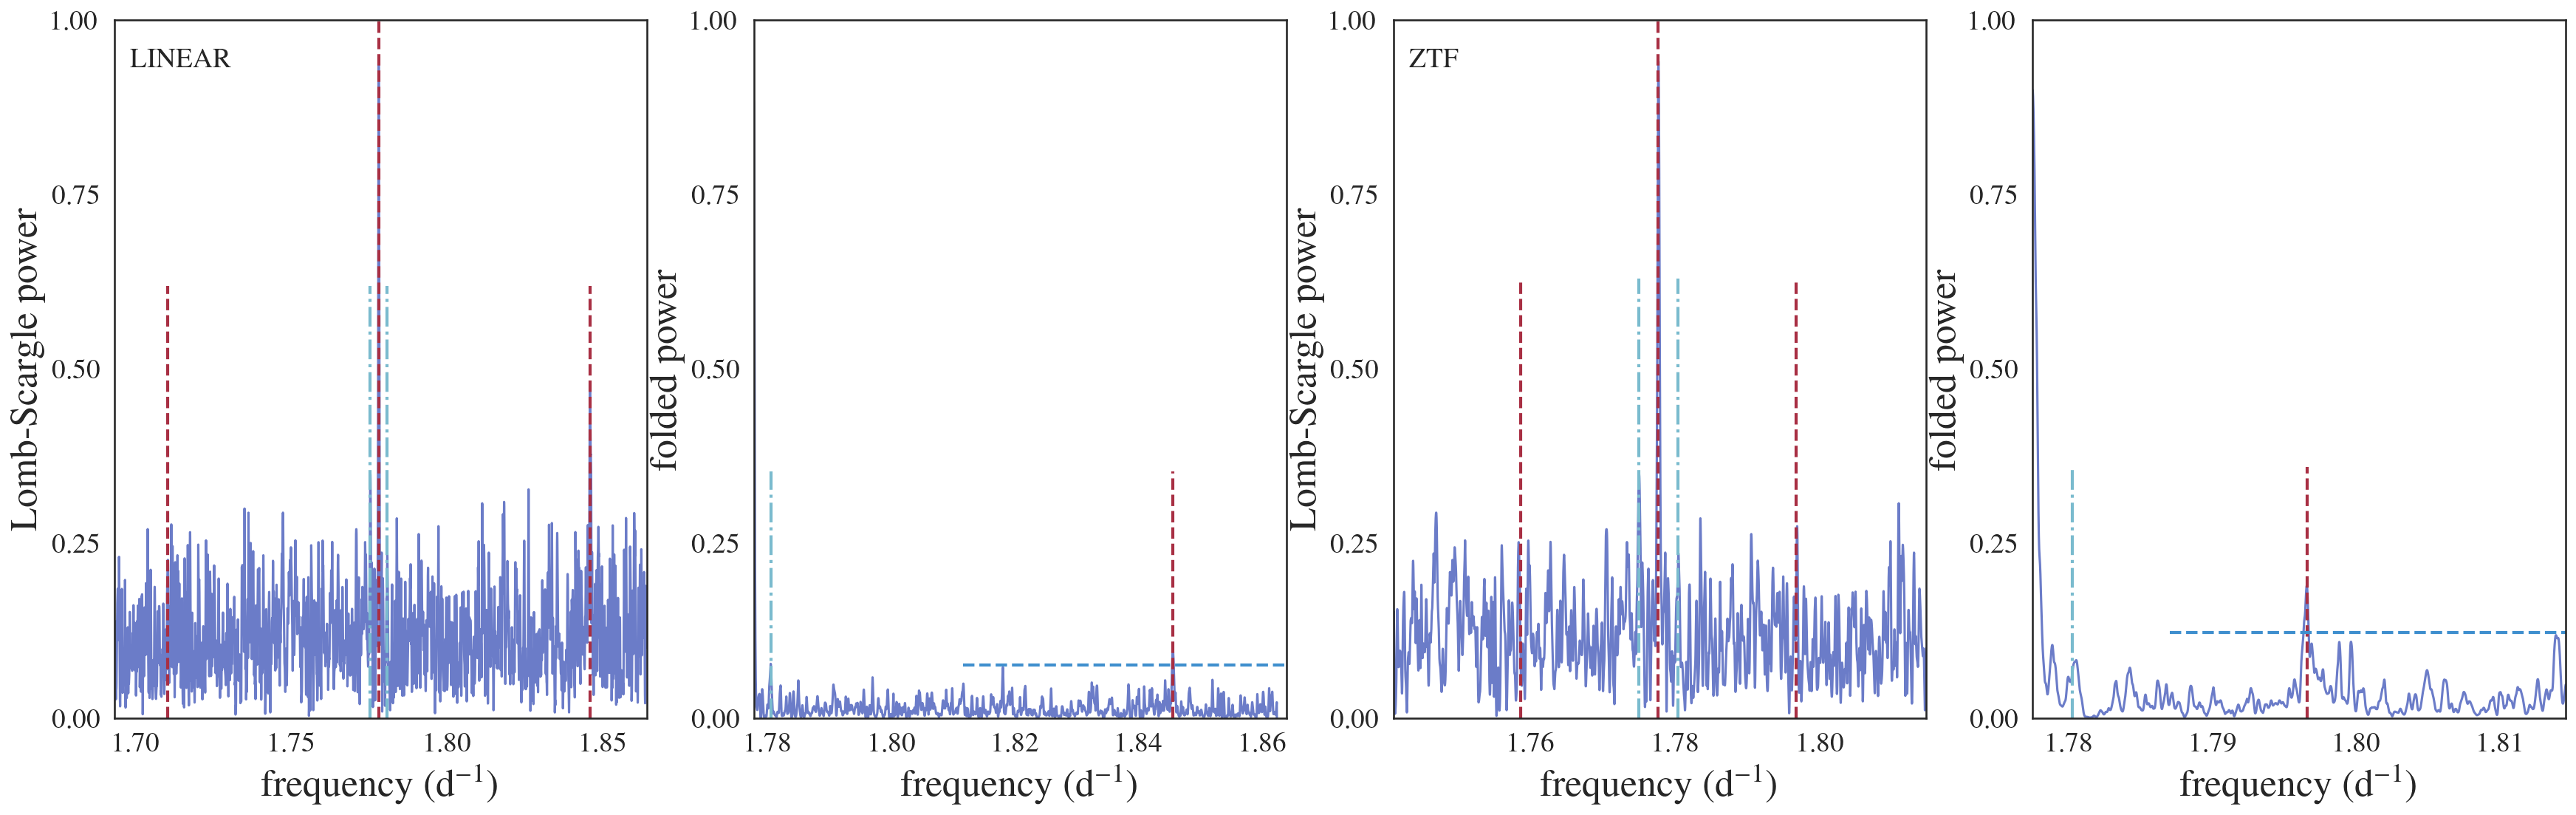 LINEAR
Lomb-Scargle power
1.00
0.75
0.50
0.25
0.00
1.70 1.75 1.80 1.85
frequency (d⁻¹)
folded power
1.00
0.75
0.50
0.25
0.00
1.78 1.80 1.82 1.84 1.86
frequency (d⁻¹)
ZTF
Lomb-Scargle power
1.00
0.75
0.50
0.25
0.00
1.76 1.78 1.80
frequency (d⁻¹)
folded power
1.00
0.75
0.50
0.25
0.00
1.78 1.79 1.80 1.81
frequency (d⁻¹)